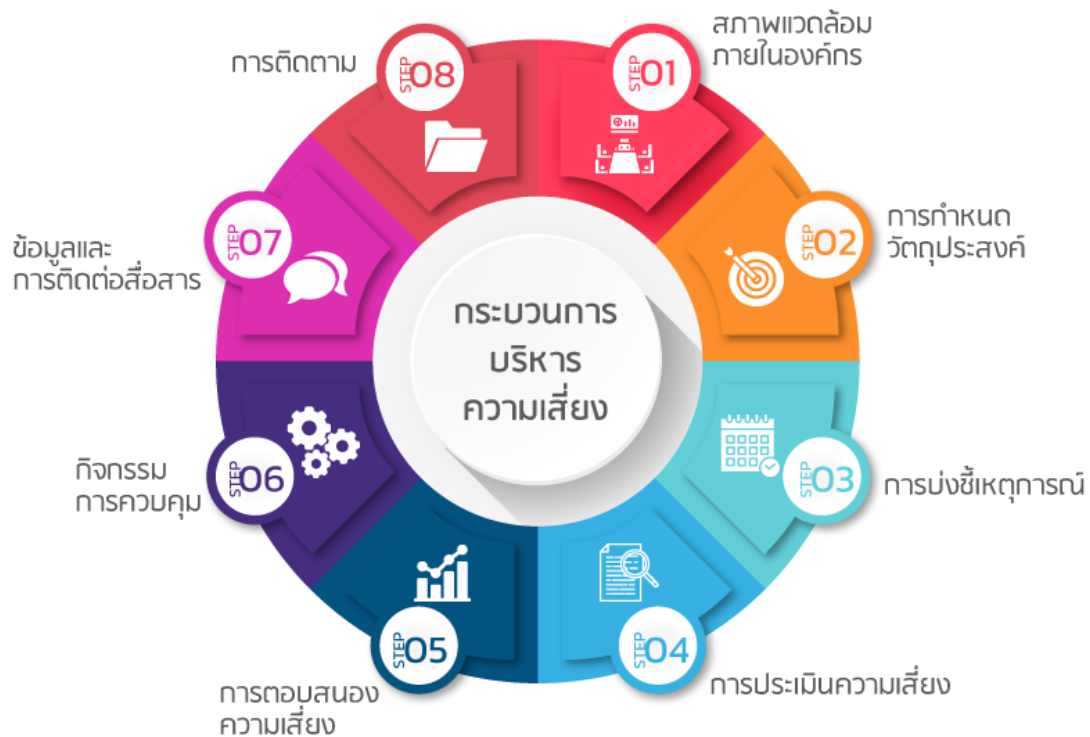 กระบวนการ
บริหาร
ความเสี่ยง
STEP 01
สภาพแวดล้อม
ภายในองค์กร
STEP 02
การกำหนด
วัตถุประสงค์
STEP 03
การบ่งชี้เหตุการณ์
STEP 04
การประเมินความเสี่ยง
STEP 05
การตอบสนอง
ความเสี่ยง
STEP 06
กิจกรรม
การควบคุม
STEP 07
ข้อมูลและ
การติดต่อสื่อสาร
STEP 08
การติดตาม